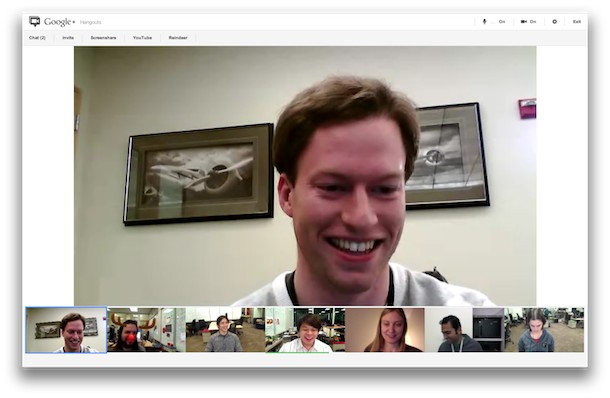 Google+ Hangouts
On
On
Exit
Chat (2) Invite Screenshare YouTube Reindeer